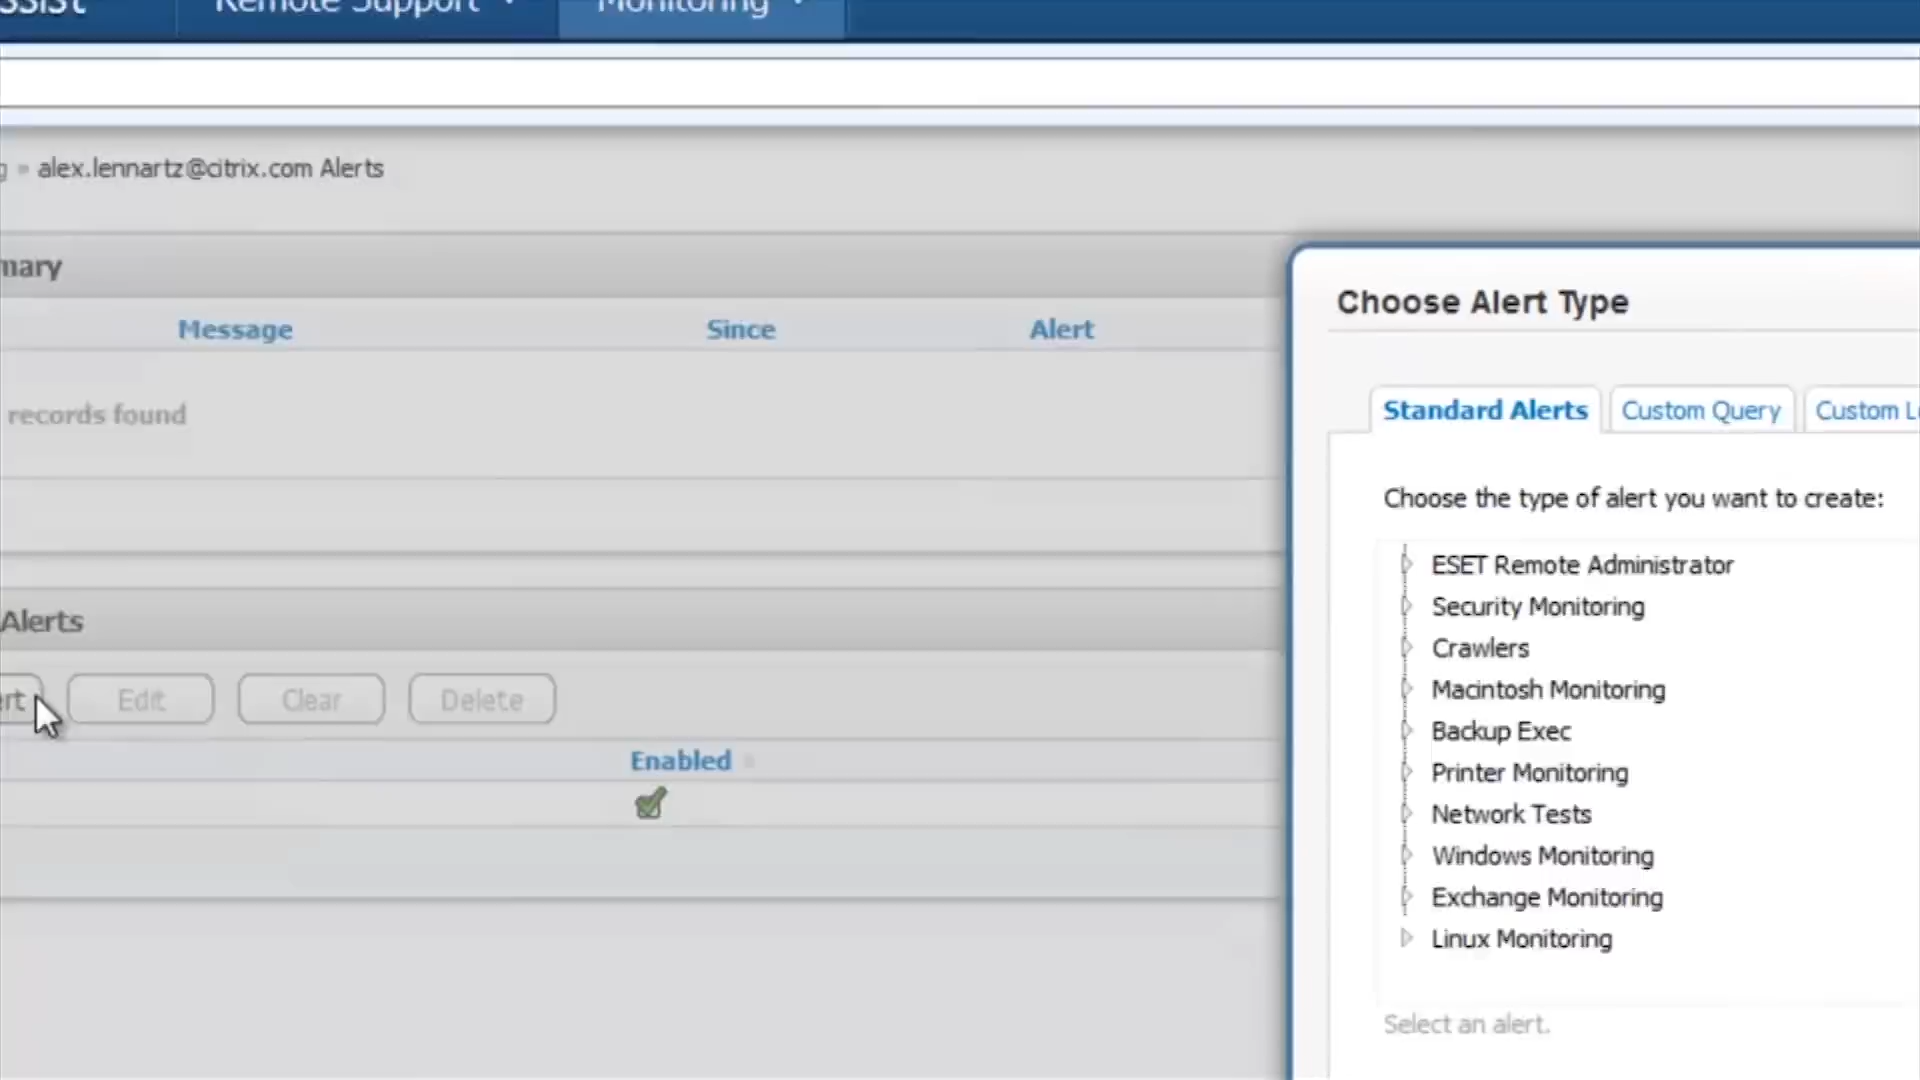 Remote Support
Monitoring
alex.lennartz@citrix.com Alerts
Message
Since
Alert
records found
Alerts
Edit
Clear
Delete
Enabled
Choose Alert Type
Standard Alerts
Custom Query
Custom
Choose the type of alert you want to create:
ESET Remote Administrator
Security Monitoring
Crawlers
Macintosh Monitoring
Backup Exec
Printer Monitoring
Network Tests
Windows Monitoring
Exchange Monitoring
Linux Monitoring
Select an alert.